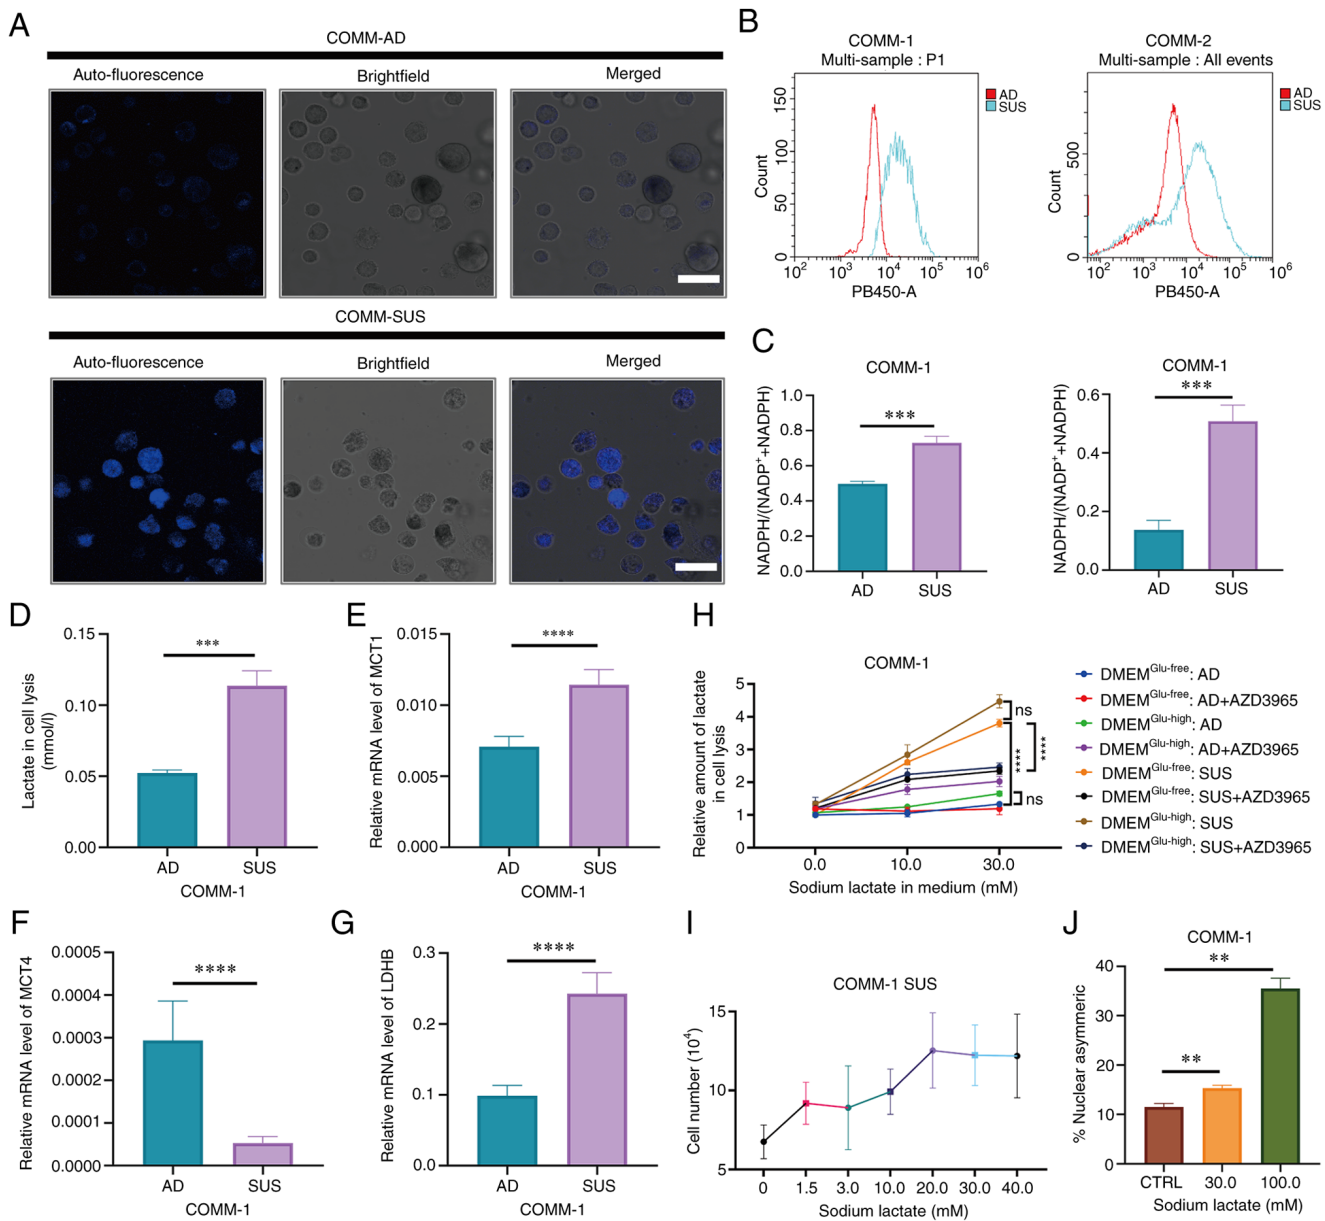 A
COMM-AD
Auto-fluorescence
Brightfield
Merged
COMM-SUS
Auto-fluorescence
Brightfield
Merged
B
COMM-1
Multi-sample : P1
AD
SUS
Count
150
100
50
0
10² 10³ 10⁴ 10⁵ 10⁶
PB450-A
COMM-2
Multi-sample : All events
AD
SUS
Count
500
0
10² 10³ 10⁴ 10⁵ 10⁶
PB450-A
C
COMM-1
***
NADPH/(NADP⁺+NADPH)
1.0
0.8
0.6
0.4
0.2
0.0
AD SUS
COMM-1
***
NADPH/(NADP⁺+NADPH)
0.6
0.4
0.2
0.0
AD SUS
D
Lactate in cell lysis
(mmol/l)
0.15
0.10
0.05
0.00
***
AD SUS
COMM-1
E
Relative mRNA level of MCT1
0.015
0.010
0.005
0.000
****
AD SUS
COMM-1
H
COMM-1
Relative amount of lactate
in cell lysis
5
4
3
2
1
0
ns
****
****
ns
0.0 10.0 30.0
Sodium lactate in medium (mM)
DMEM^Glu-free: AD
DMEM^Glu-free: AD+AZD3965
DMEM^Glu-high: AD
DMEM^Glu-high: AD+AZD3965
DMEM^Glu-free: SUS
DMEM^Glu-free: SUS+AZD3965
DMEM^Glu-high: SUS
DMEM^Glu-high: SUS+AZD3965
F
Relative mRNA level of MCT4
0.0005
0.0004
0.0003
0.0002
0.0001
0.0000
****
AD SUS
COMM-1
G
Relative mRNA level of LDHB
0.3
0.2
0.1
0.0
****
AD SUS
COMM-1
I
COMM-1 SUS
Cell number (10⁴)
15
10
5
0 1.5 3.0 10.0 20.0 30.0 40.0
Sodium lactate (mM)
J
COMM-1
**
**
% Nuclear asymmeric
40
30
20
10
0
CTRL 30.0 100.0
Sodium lactate (mM)